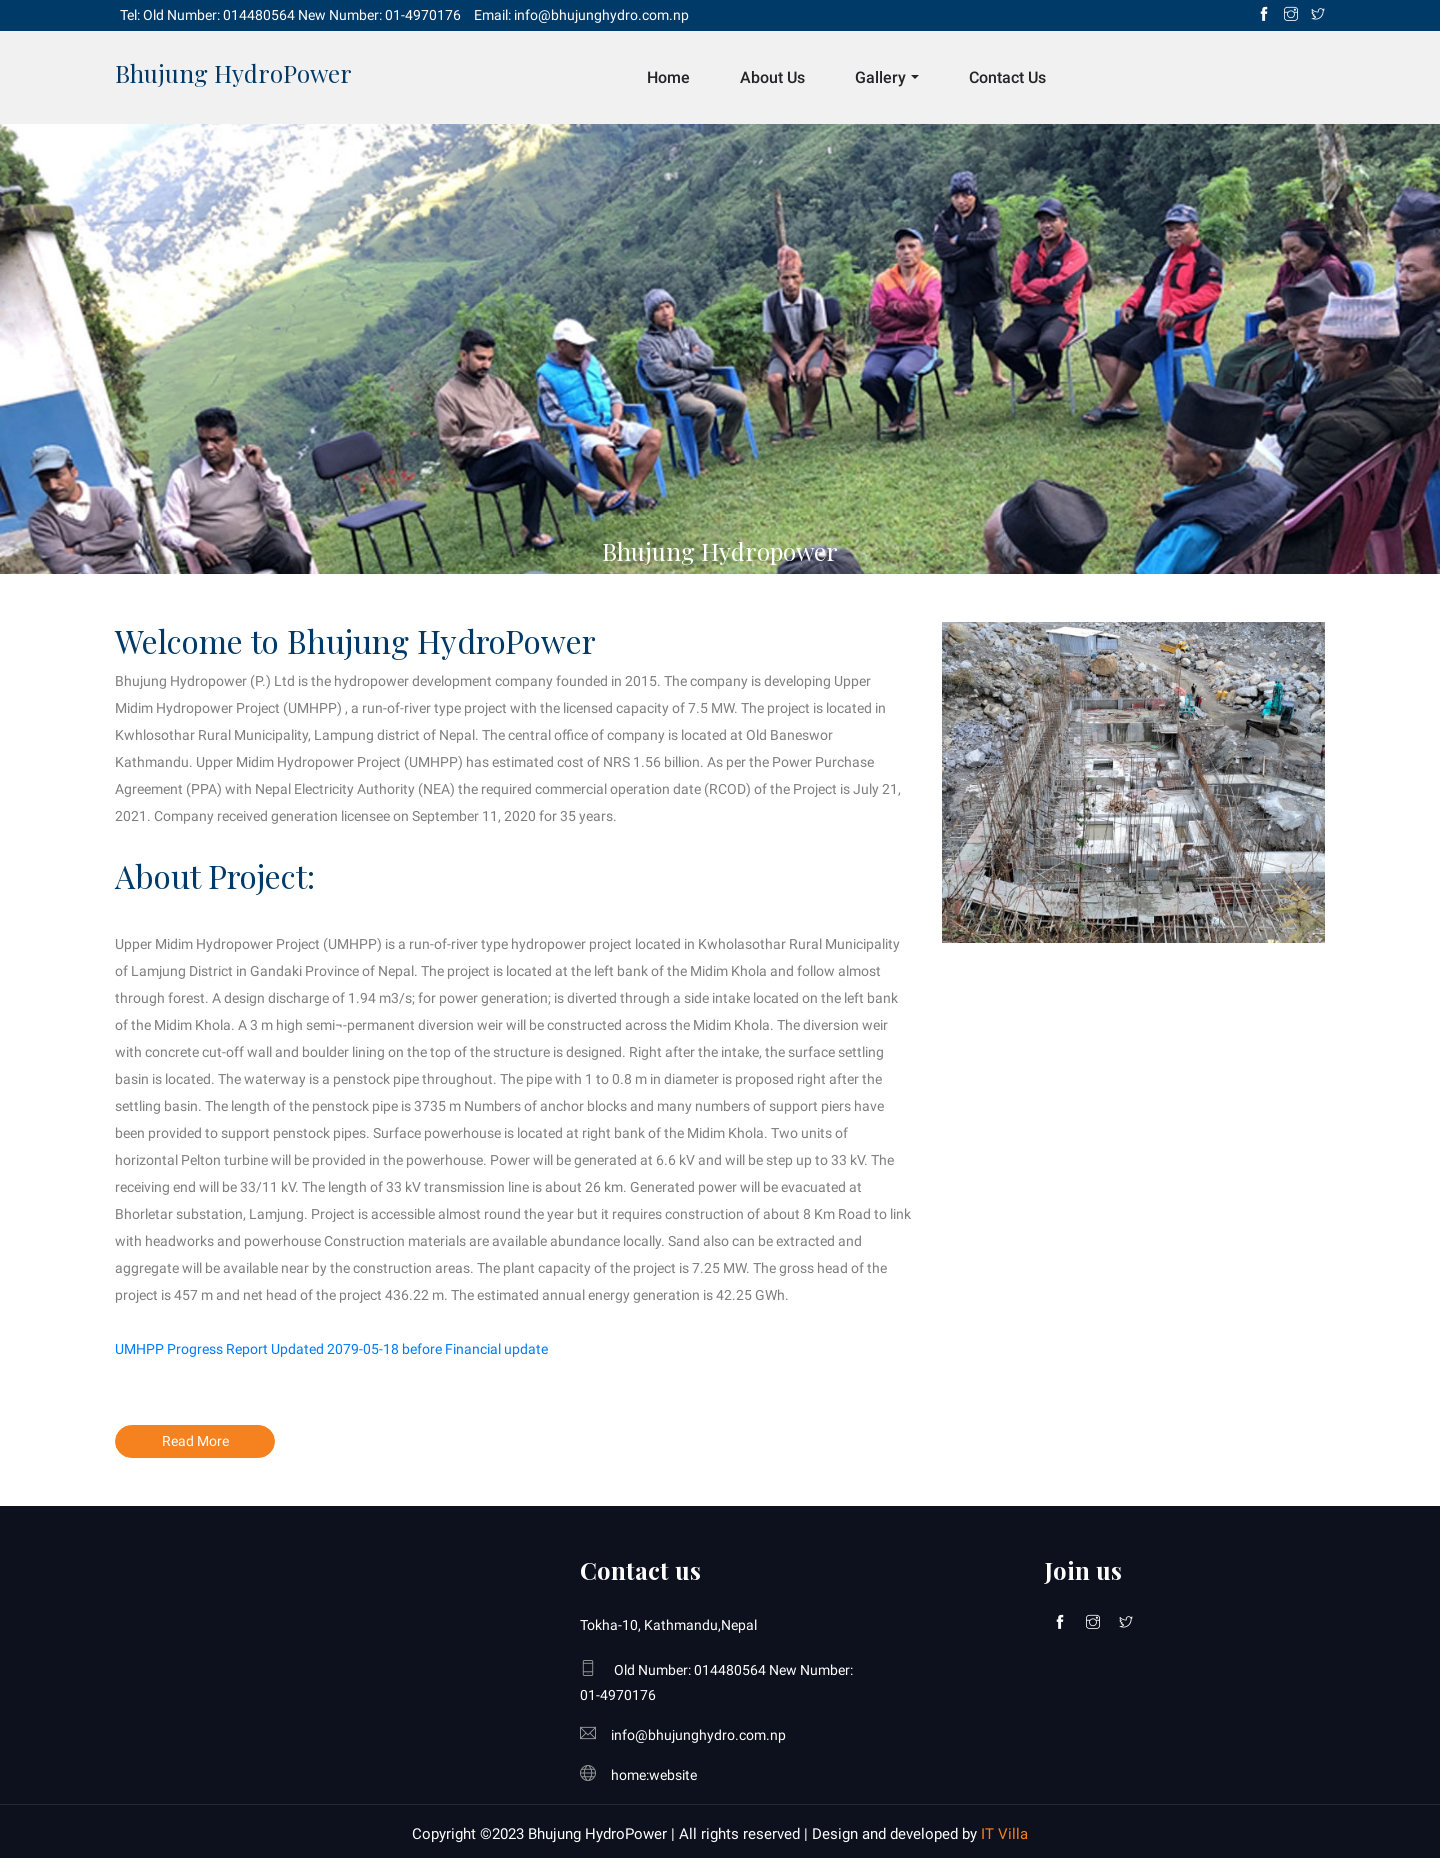 Tel: Old Number: 014480564 New Number: 01-4970176 Email: info@bhujunghydro.com.np
Bhujung HydroPower
Home About Us Gallery Contact Us
Bhujung Hydropower
Welcome to Bhujung HydroPower
Bhujung Hydropower (P.) Ltd is the hydropower development company founded in 2015. The company is developing Upper
Midim Hydropower Project (UMHPP) , a run-of-river type project with the licensed capacity of 7.5 MW. The project is located in
Kwhlosothar Rural Municipality, Lampung district of Nepal. The central office of company is located at Old Baneswor
Kathmandu. Upper Midim Hydropower Project (UMHPP) has estimated cost of NRS 1.56 billion. As per the Power Purchase
Agreement (PPA) with Nepal Electricity Authority (NEA) the required commercial operation date (RCOD) of the Project is July 21,
2021. Company received generation licensee on September 11, 2020 for 35 years.
About Project:
Upper Midim Hydropower Project (UMHPP) is a run-of-river type hydropower project located in Kwholasothar Rural Municipality
of Lamjung District in Gandaki Province of Nepal. The project is located at the left bank of the Midim Khola and follow almost
through forest. A design discharge of 1.94 m3/s; for power generation; is diverted through a side intake located on the left bank
of the Midim Khola. A 3 m high semi¬-permanent diversion weir will be constructed across the Midim Khola. The diversion weir
with concrete cut-off wall and boulder lining on the top of the structure is designed. Right after the intake, the surface settling
basin is located. The waterway is a penstock pipe throughout. The pipe with 1 to 0.8 m in diameter is proposed right after the
settling basin. The length of the penstock pipe is 3735 m Numbers of anchor blocks and many numbers of support piers have
been provided to support penstock pipes. Surface powerhouse is located at right bank of the Midim Khola. Two units of
horizontal Pelton turbine will be provided in the powerhouse. Power will be generated at 6.6 kV and will be step up to 33 kV. The
receiving end will be 33/11 kV. The length of 33 kV transmission line is about 26 km. Generated power will be evacuated at
Bhorletar substation, Lamjung. Project is accessible almost round the year but it requires construction of about 8 Km Road to link
with headworks and powerhouse Construction materials are available abundance locally. Sand also can be extracted and
aggregate will be available near by the construction areas. The plant capacity of the project is 7.25 MW. The gross head of the
project is 457 m and net head of the project 436.22 m. The estimated annual energy generation is 42.25 GWh.
UMHPP Progress Report Updated 2079-05-18 before Financial update
Read More
Contact us
Tokha-10, Kathmandu,Nepal
Old Number: 014480564 New Number:
01-4970176
info@bhujunghydro.com.np
home:website
Join us
Copyright ©2023 Bhujung HydroPower | All rights reserved | Design and developed by IT Villa